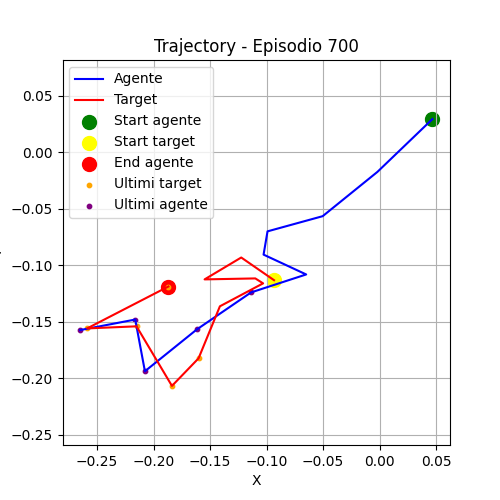 Trajectory - Episodio 700
Agente
Target
Start agente
Start target
End agente
Ultimi target
Ultimi agente
0.05
0.00
−0.05
−0.10
−0.15
−0.20
−0.25
−0.25
−0.20
−0.15
−0.10
−0.05
0.00
0.05
X